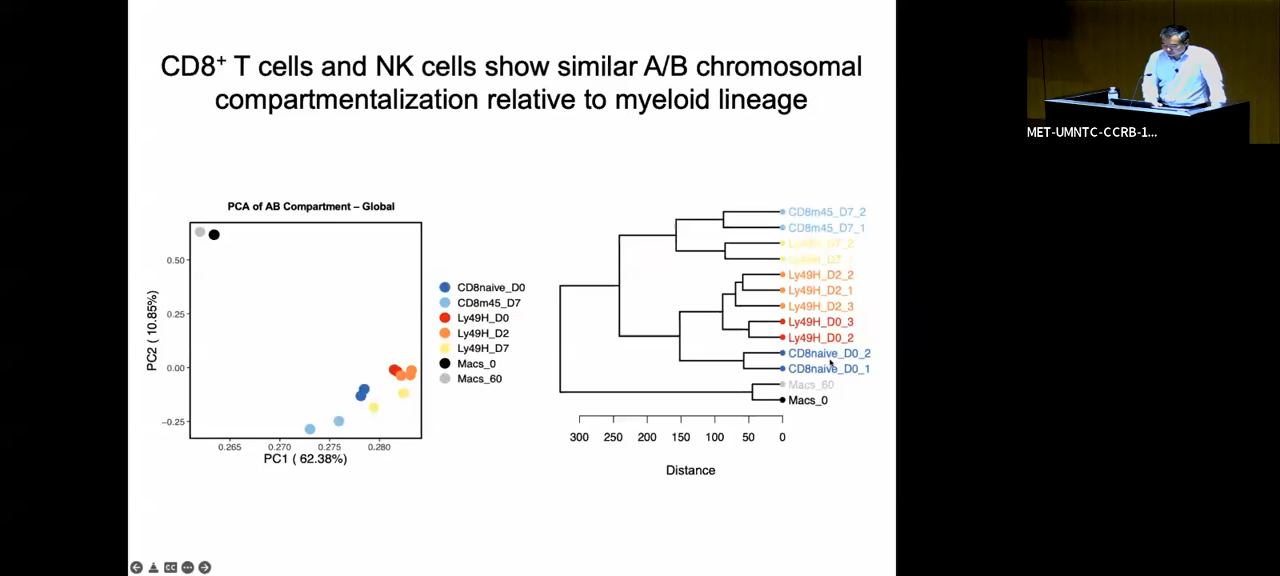 CD8⁺ T cells and NK cells show similar A/B chromosomal
compartmentalization relative to myeloid lineage
MET-UMNTC-CCRB-1...
PCA of AB Compartment – Global
0.50
0.25
0.00
−0.25
PC2 ( 10.85%)
0.265
0.270
0.275
0.280
PC1 ( 62.38%)
CD8naive_D0
CD8m45_D7
Ly49H_D0
Ly49H_D2
Ly49H_D7
Macs_0
Macs_60
CD8m45_D7_2
CD8m45_D7_1
Ly49H_D2_2
Ly49H_D2_1
Ly49H_D2_3
Ly49H_D0_3
Ly49H_D0_2
CD8naive_D0_2
CD8naive_D0_1
Macs_60
Macs_0
300
250
200
150
100
50
0
Distance
CC